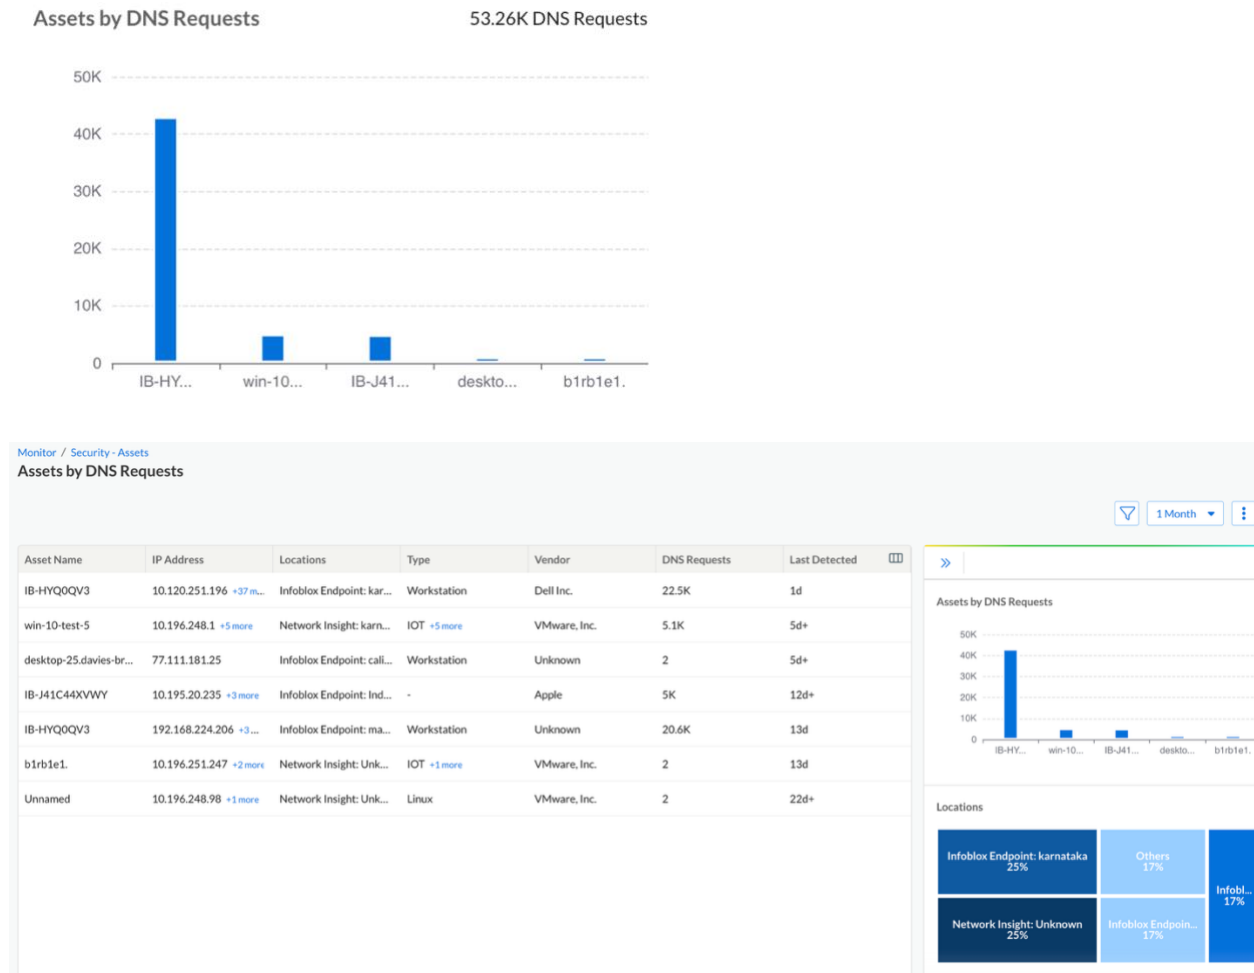 Assets by DNS Requests 53.26K DNS Requests
50K
40K
30K
20K
10K
0
IB-HY... win-10... IB-J41... deskto... b1rb1e1.
Monitor / Security - Assets
Assets by DNS Requests
1 Month
Asset Name IP Address Locations Type Vendor DNS Requests Last Detected
IB-HYQ0QV3 10.120.251.196 +37 m... Infoblox Endpoint: kar... Workstation Dell Inc. 22.5K 1d
win-10-test-5 10.196.248.1 +5 more Network Insight: karn... IOT +5 more VMware, Inc. 5.1K 5d+
desktop-25.davies-br... 77.111.181.25 Infoblox Endpoint: cali... Workstation Unknown 2 5d+
IB-J41C44XVWY 10.195.20.235 +3 more Infoblox Endpoint: Ind... - Apple 5K 12d+
IB-HYQ0QV3 192.168.224.206 +3 ... Infoblox Endpoint: ma... Workstation Unknown 20.6K 13d
b1rb1e1. 10.196.251.247 +2 more Network Insight: Unk... IOT +1 more VMware, Inc. 2 13d
Unnamed 10.196.248.98 +1 more Network Insight: Unk... Linux VMware, Inc. 2 22d+
Assets by DNS Requests
50K
40K
30K
20K
10K
0
IB-HY... win-10... IB-J41... deskto... b1rb1e1.
Locations
Infoblox Endpoint: karnataka
25%
Others
17%
Infobl...
17%
Network Insight: Unknown
25%
Infoblox Endpoin...
17%